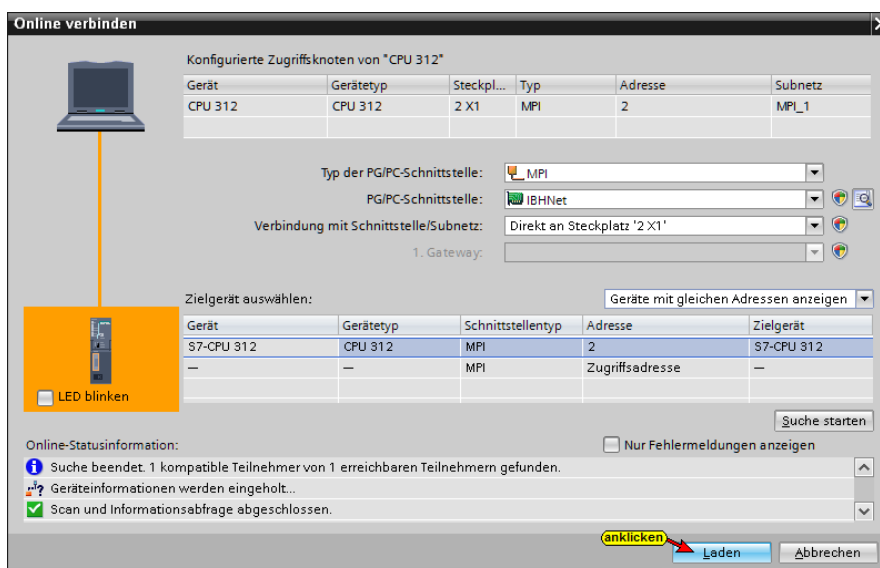 Online verbinden
Konfigurierte Zugriffsknoten von "CPU 312"
Gerät Gerätetyp Steckpl... Typ Adresse Subnetz
CPU 312 CPU 312 2 X1 MPI 2 MPI_1
Typ der PG/PC-Schnittstelle: MPI
PG/PC-Schnittstelle: IBHNet
Verbindung mit Schnittstelle/Subnetz: Direkt an Steckplatz '2 X1'
1. Gateway:
Zielgerät auswählen: Geräte mit gleichen Adressen anzeigen
Gerät Gerätetyp Schnittstellentyp Adresse Zielgerät
S7-CPU 312 CPU 312 MPI 2 S7-CPU 312
— — MPI Zugriffsadresse —
LED blinken
Suche starten
Online-Statusinformation: Nur Fehlermeldungen anzeigen
Suche beendet. 1 kompatible Teilnehmer von 1 erreichbaren Teilnehmern gefunden.
Geräteinformationen werden eingeholt...
Scan und Informationsabfrage abgeschlossen.
anklicken
Laden Abbrechen